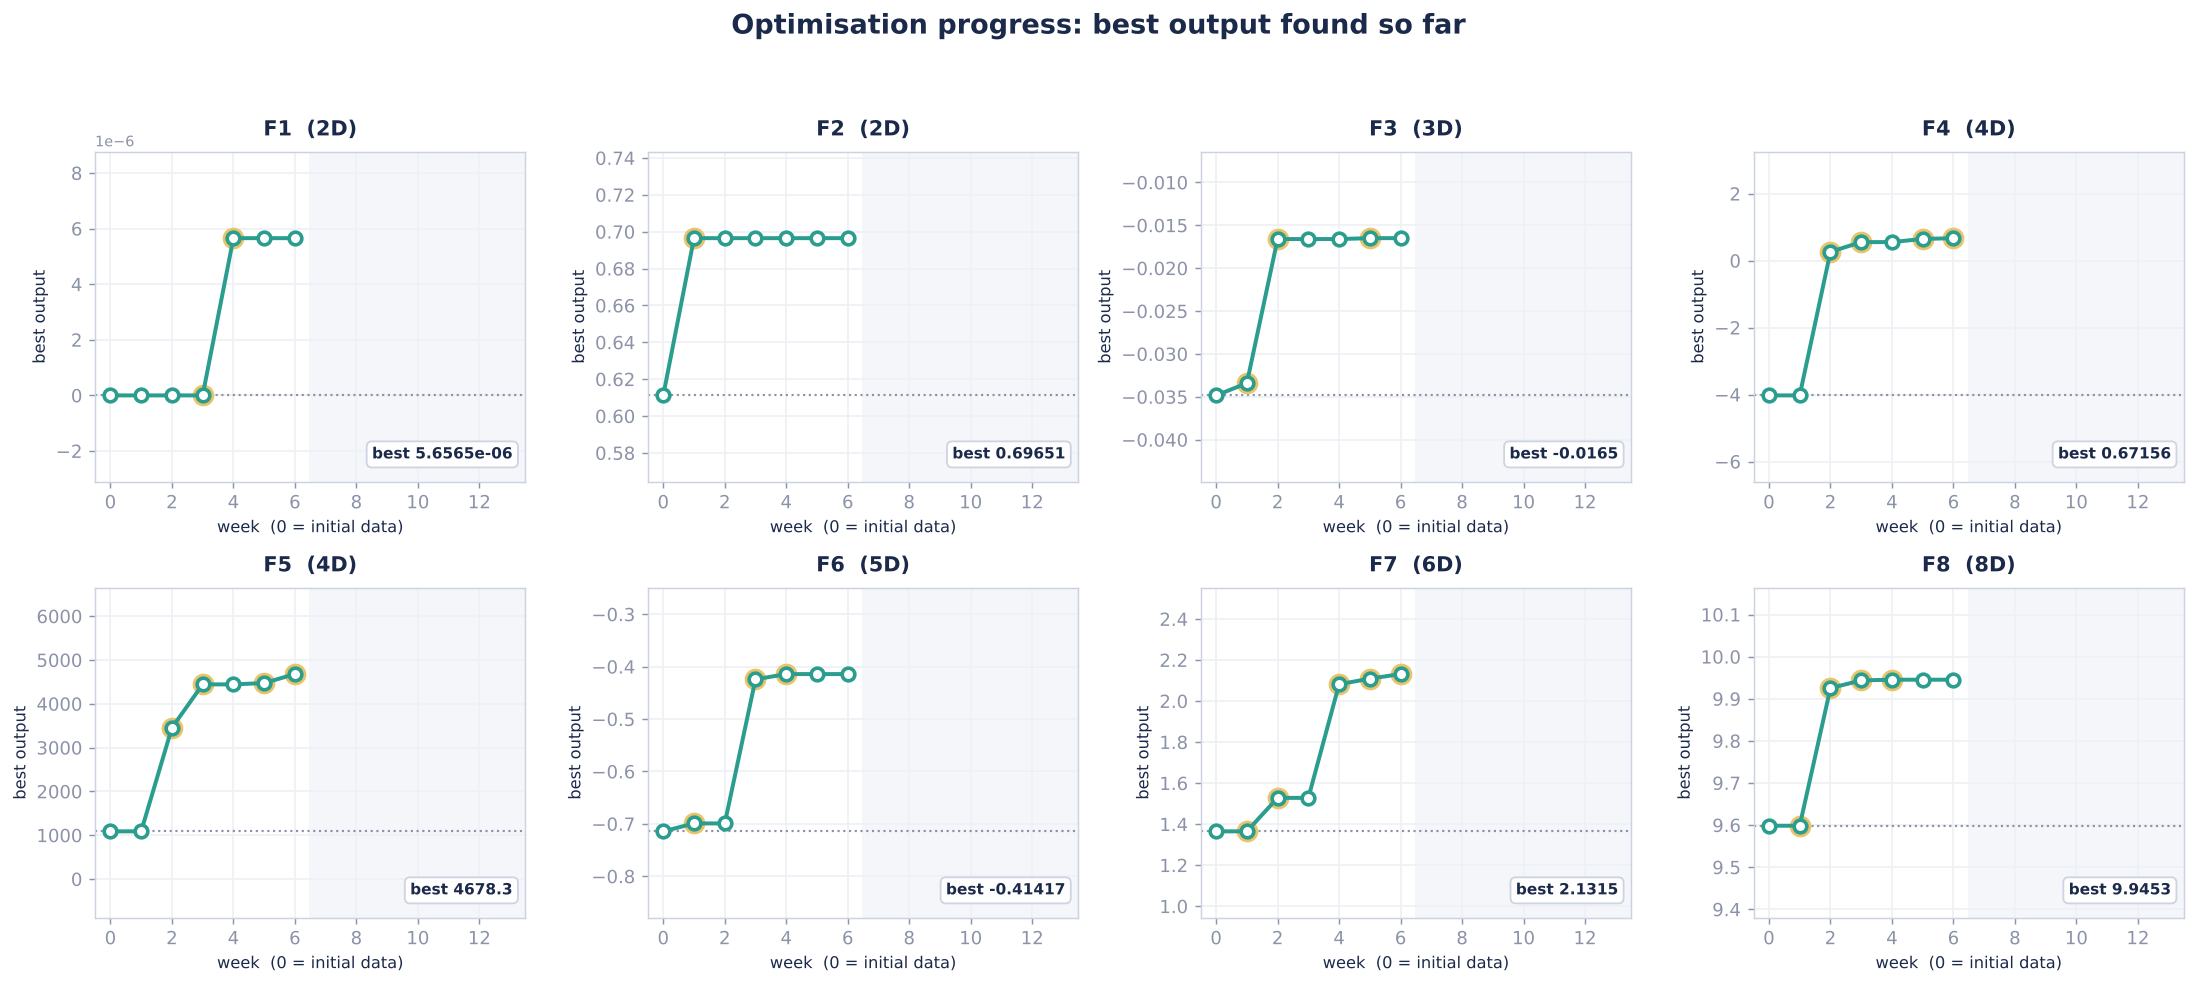 Optimisation progress: best output found so far
F1 (2D)
1e−6
8
6
4
2
0
−2
best output
best 5.6565e-06
0 2 4 6 8 10 12
week (0 = initial data)
F2 (2D)
0.74
0.72
0.70
0.68
0.66
0.64
0.62
0.60
0.58
best output
best 0.69651
0 2 4 6 8 10 12
week (0 = initial data)
F3 (3D)
−0.010
−0.015
−0.020
−0.025
−0.030
−0.035
−0.040
best output
best -0.0165
0 2 4 6 8 10 12
week (0 = initial data)
F4 (4D)
2
0
−2
−4
−6
best output
best 0.67156
0 2 4 6 8 10 12
week (0 = initial data)
F5 (4D)
6000
5000
4000
3000
2000
1000
0
best output
best 4678.3
0 2 4 6 8 10 12
week (0 = initial data)
F6 (5D)
−0.3
−0.4
−0.5
−0.6
−0.7
−0.8
best output
best -0.41417
0 2 4 6 8 10 12
week (0 = initial data)
F7 (6D)
2.4
2.2
2.0
1.8
1.6
1.4
1.2
1.0
best output
best 2.1315
0 2 4 6 8 10 12
week (0 = initial data)
F8 (8D)
10.1
10.0
9.9
9.8
9.7
9.6
9.5
9.4
best output
best 9.9453
0 2 4 6 8 10 12
week (0 = initial data)